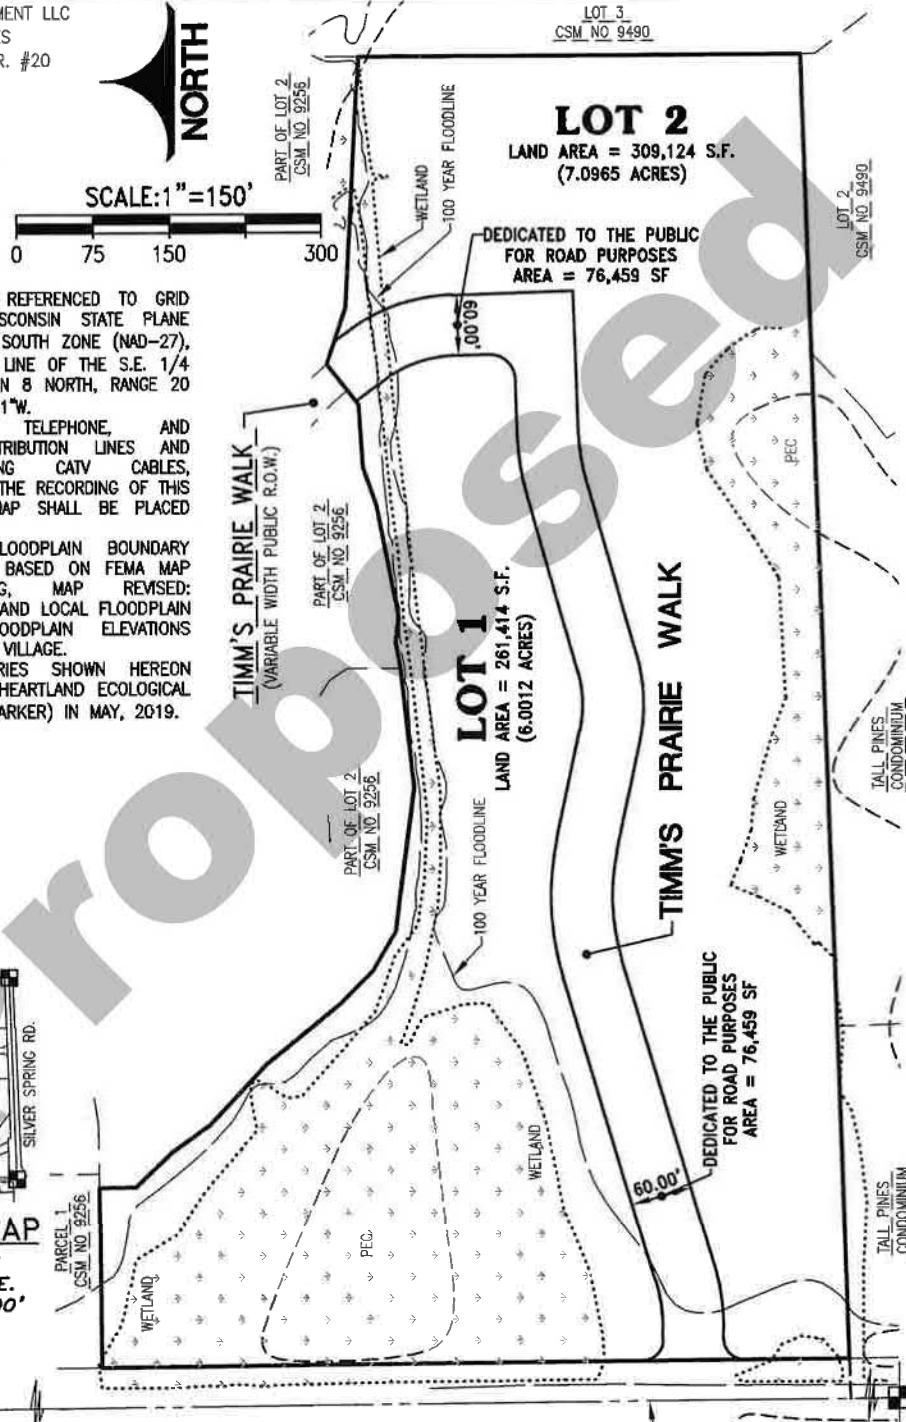 MENT LLC
ES
R. #20
NORTH
SCALE:1"=150'
0 75 150 300
REFERENCED TO GRID
SCONSIN STATE PLANE
SOUTH ZONE (NAD-27),
LINE OF THE S.E. 1/4
N 8 NORTH, RANGE 20
1"W.
TELEPHONE, AND
TRIBUTION LINES AND
NG CATV CABLES,
THE RECORDING OF THIS
MAP SHALL BE PLACED
LOODPLAIN BOUNDARY
BASED ON FEMA MAP
G, MAP REVISED:
AND LOCAL FLOODPLAIN
OODPLAIN ELEVATIONS
VILLAGE.
RIES SHOWN HEREON
HEARTLAND ECOLOGICAL
ARKER) IN MAY, 2019.
LOT 3
CSM NO 9490
PART OF LOT 2
CSM NO 9256
WETLAND
100 YEAR FLOODLINE
LOT 2
LAND AREA = 309,124 S.F.
(7.0965 ACRES)
LOT 2
CSM NO 9490
DEDICATED TO THE PUBLIC
FOR ROAD PURPOSES
AREA = 76,459 SF
60.00'
TIMM'S PRAIRIE WALK
(VARIABLE WIDTH PUBLIC R.O.W.)
PART OF LOT 2
CSM NO 9256
PEC
LOT 1
LAND AREA = 261,414 S.F.
(6.0012 ACRES)
TIMM'S PRAIRIE WALK
TALL PINES
CONDOMINIUM
PART OF LOT 2
CSM NO 9256
100 YEAR FLOODLINE
WETLAND
ropose
d
DEDICATED TO THE PUBLIC
FOR ROAD PURPOSES
AREA = 76,459 SF
60.00'
SILVER SPRING RD.
AP
E.
00'
PARCEL 1
CSM NO 9256
WETLAND
PEC
WETLAND
TALL PINES
CONDOMINIUM